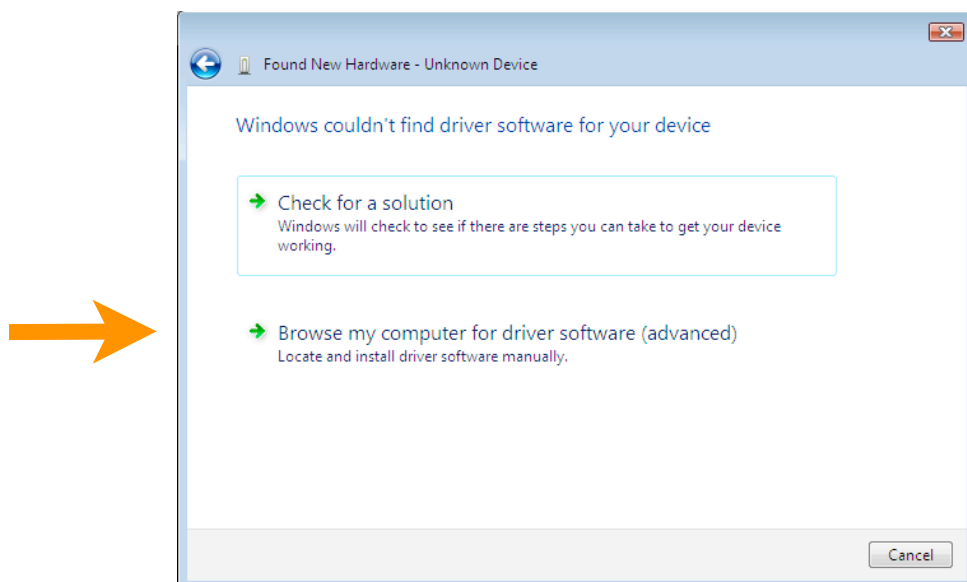 Found New Hardware - Unknown Device
Windows couldn't find driver software for your device
Check for a solution
Windows will check to see if there are steps you can take to get your device
working.
Browse my computer for driver software (advanced)
Locate and install driver software manually.
Cancel